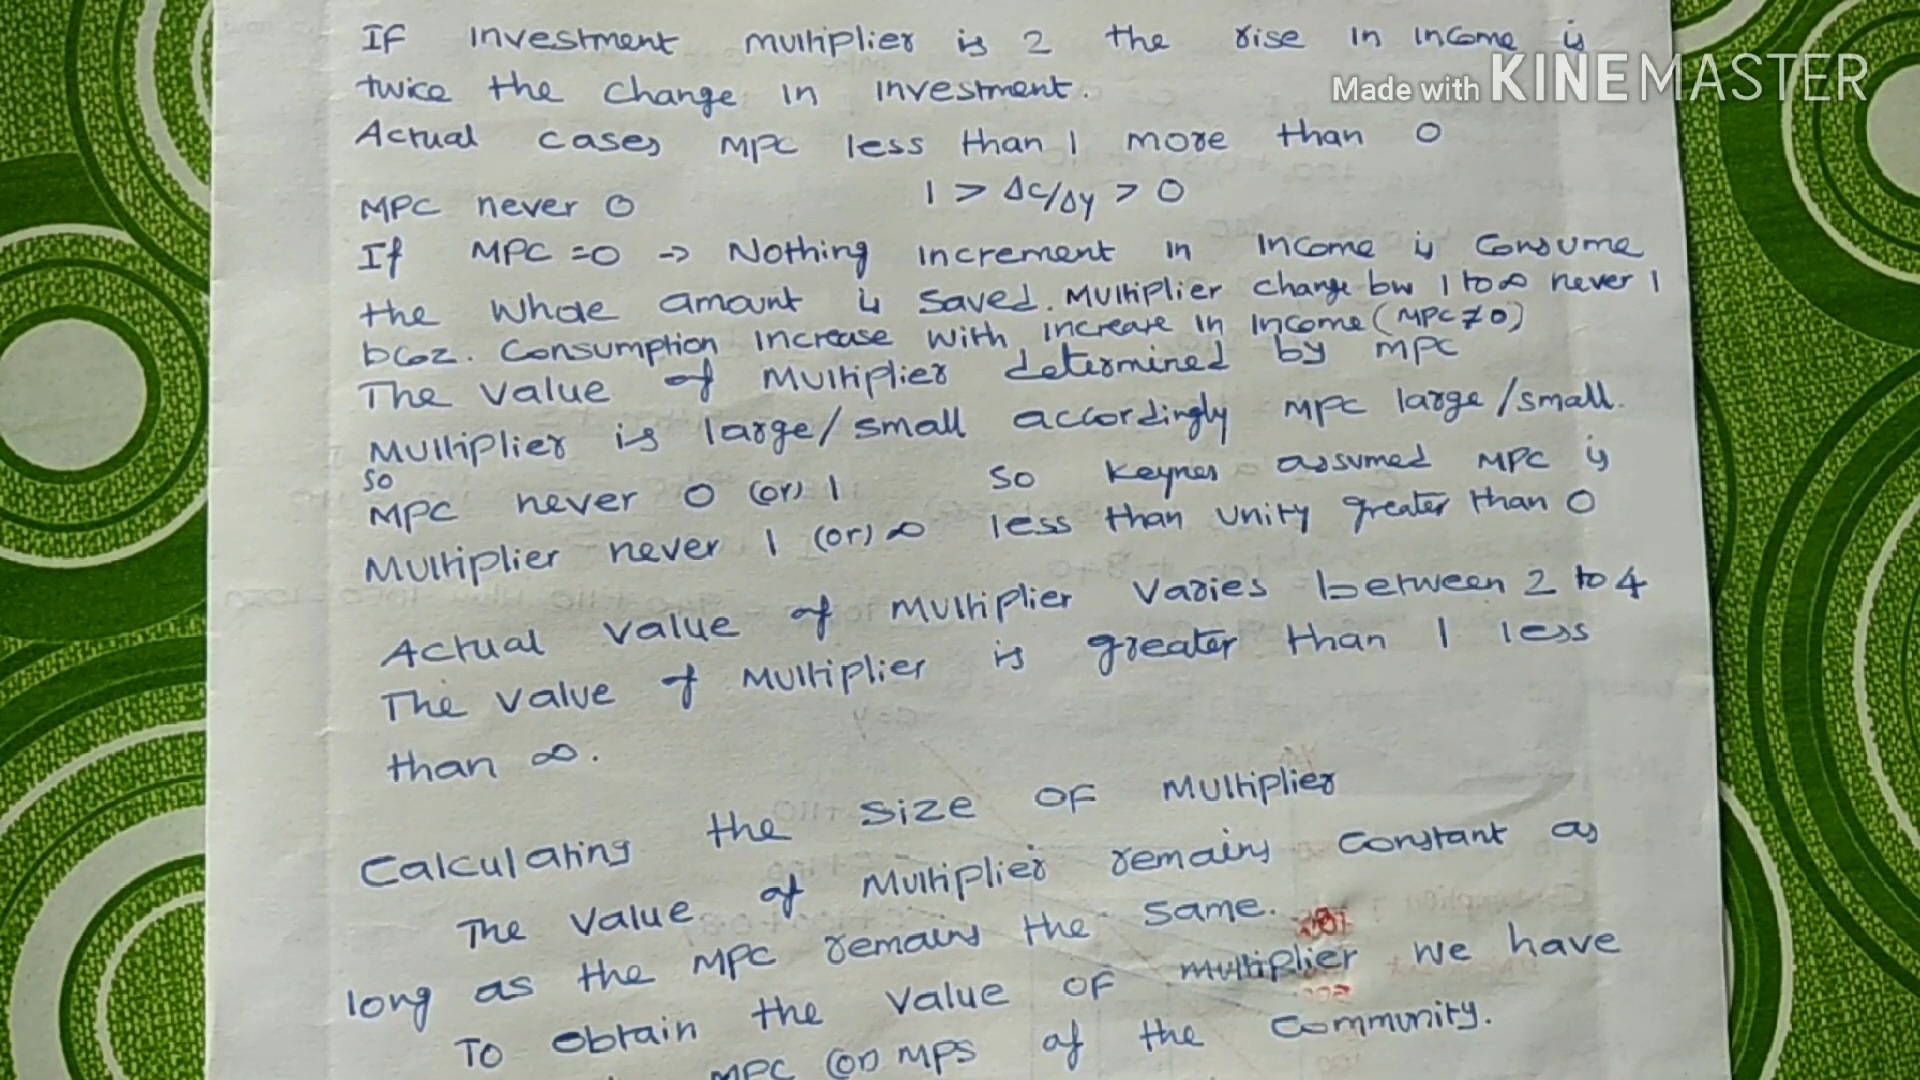 IF Investment multiplier is 2 the rise in income is
twice the change in investment.
Made with KINEMASTER
Actual cases MPC less than 1 more than 0
MPC never 0 1 > ΔC/ΔY > 0
If MPC =0 -> Nothing increment in Income is Consume
the whole amount is saved. Multiplier change bw 1 to ∞ never 1
bcoz. Consumption Increase with increase in Income (MPC ≠ 0)
The value of Multiplier determined by MPC
Multiplier is large/small accordingly MPC large/small.
so
MPC never 0 (or) 1 So Keynes assumed MPC is
Multiplier never 1 (or) ∞ less than unity greater than 0
Actual value of multiplier varies between 2 to 4
The value of Multiplier is greater than 1 less
than ∞.
Calculating the size OF Multiplier
The value of Multiplier remains constant as
long as the MPC remains the same.
To obtain the value OF multiplier we have
MPC (or) MPS of the Community.